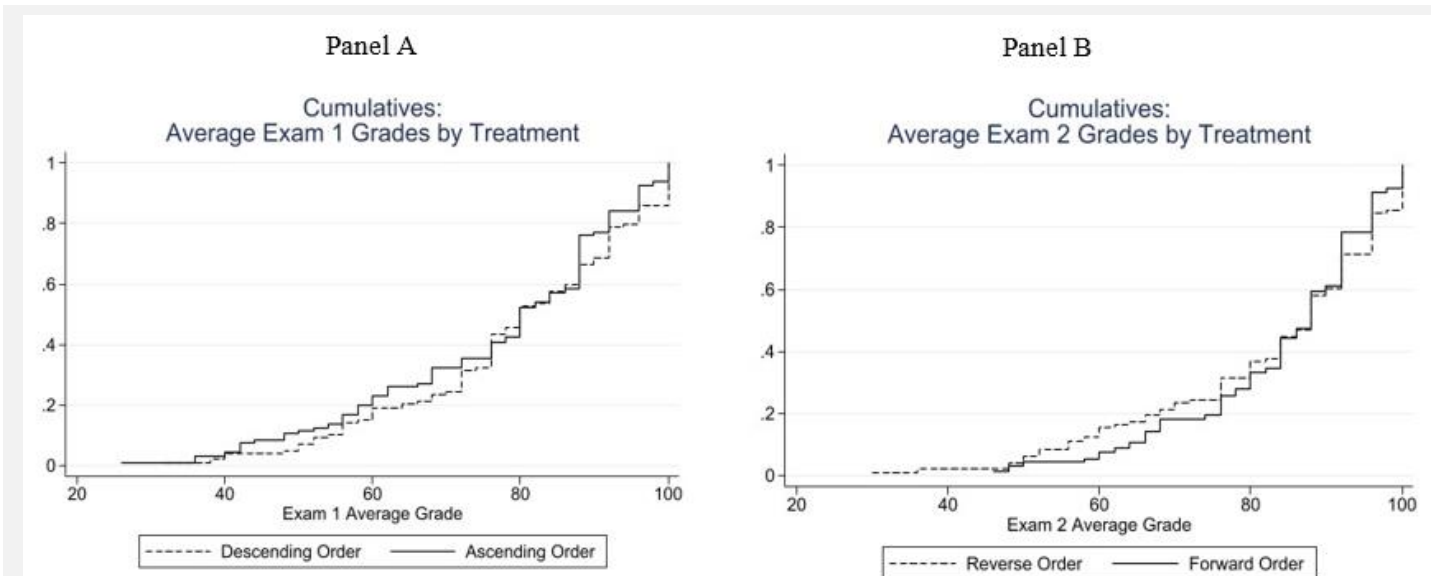 Panel A
Cumulatives:
Average Exam 1 Grades by Treatment
1
.8
.6
.4
.2
0
20 40 60 80 100
Exam 1 Average Grade
Descending Order Ascending Order
Panel B
Cumulatives:
Average Exam 2 Grades by Treatment
1
.8
.6
.4
.2
0
20 40 60 80 100
Exam 2 Average Grade
Reverse Order Forward Order